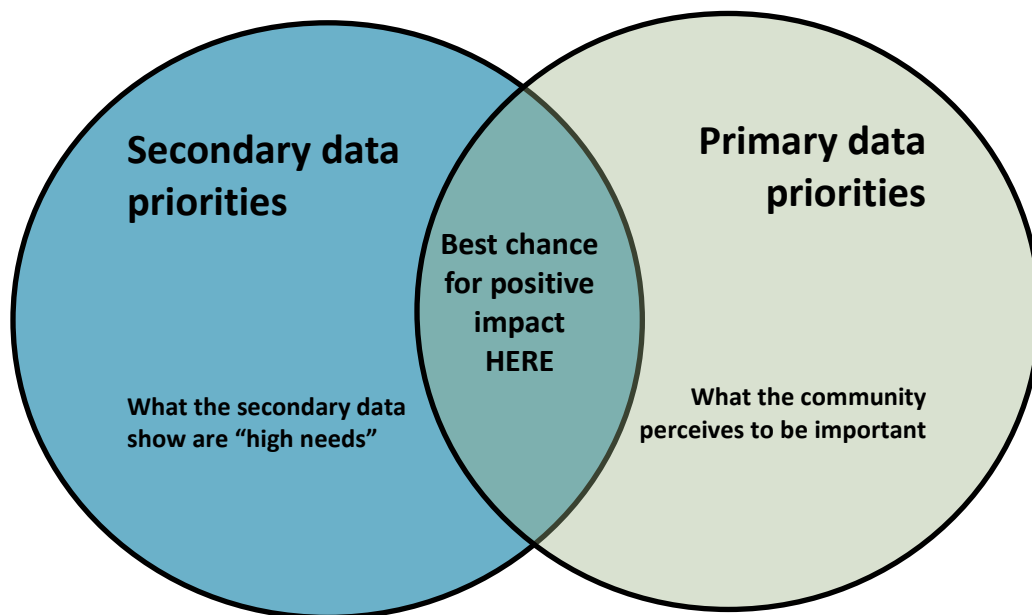 Secondary data
priorities
What the secondary data
show are “high needs”
Best chance
for positive
impact
HERE
Primary data
priorities
What the community
perceives to be important